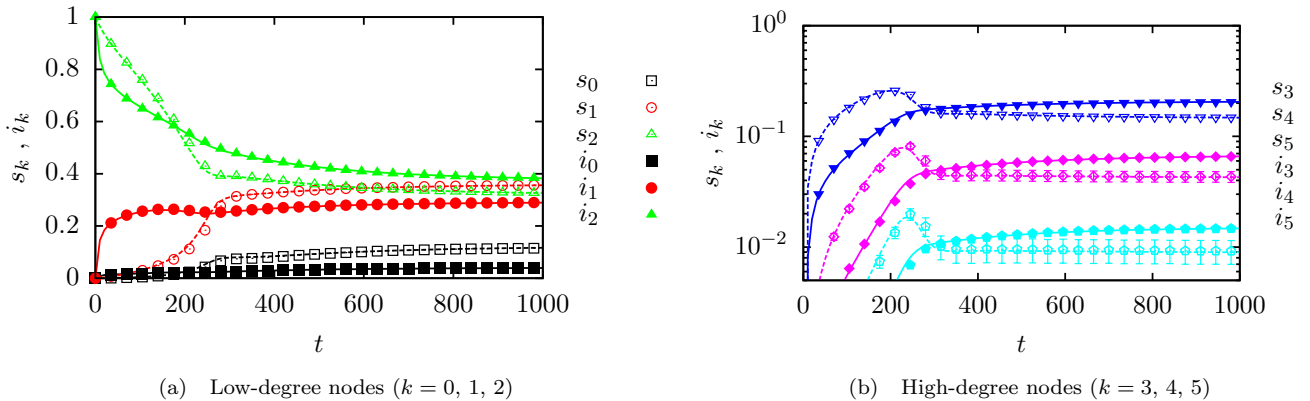 s_k , i_k
1
0.8
0.6
0.4
0.2
0
0 200 400 600 800 1000
t
s_0
s_1
s_2
i_0
i_1
i_2
(a) Low-degree nodes (k = 0, 1, 2)
s_k , i_k
10^0
10^{-1}
10^{-2}
0 200 400 600 800 1000
t
s_3
s_4
s_5
i_3
i_4
i_5
(b) High-degree nodes (k = 3, 4, 5)